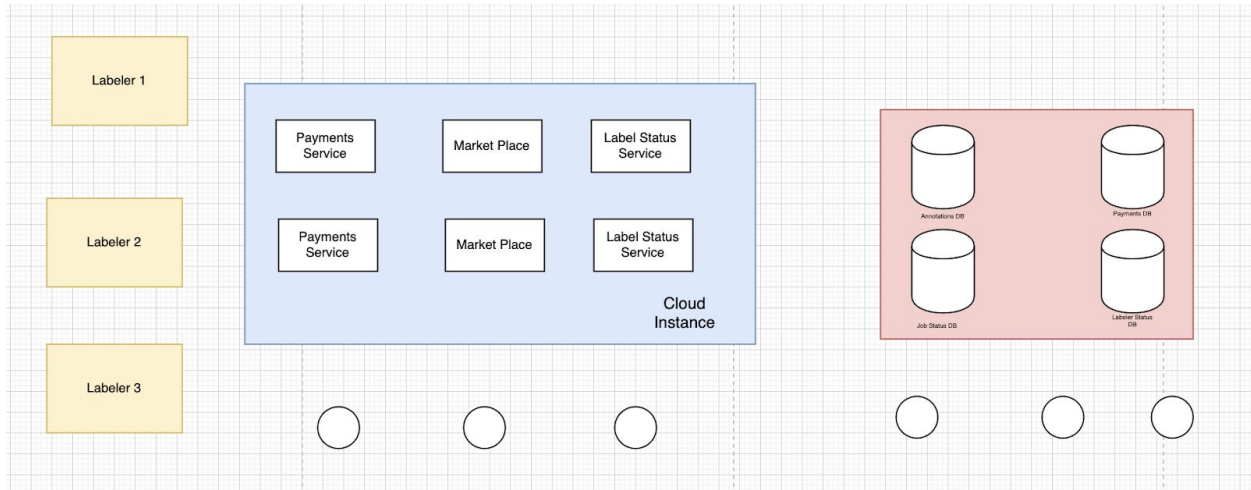 Labeler 1
Labeler 2
Labeler 3
Payments
Service
Market Place
Label Status
Service
Payments
Service
Market Place
Label Status
Service
Cloud
Instance
Annotations DB
Payments DB
Job Status DB
Labeler Status
DB